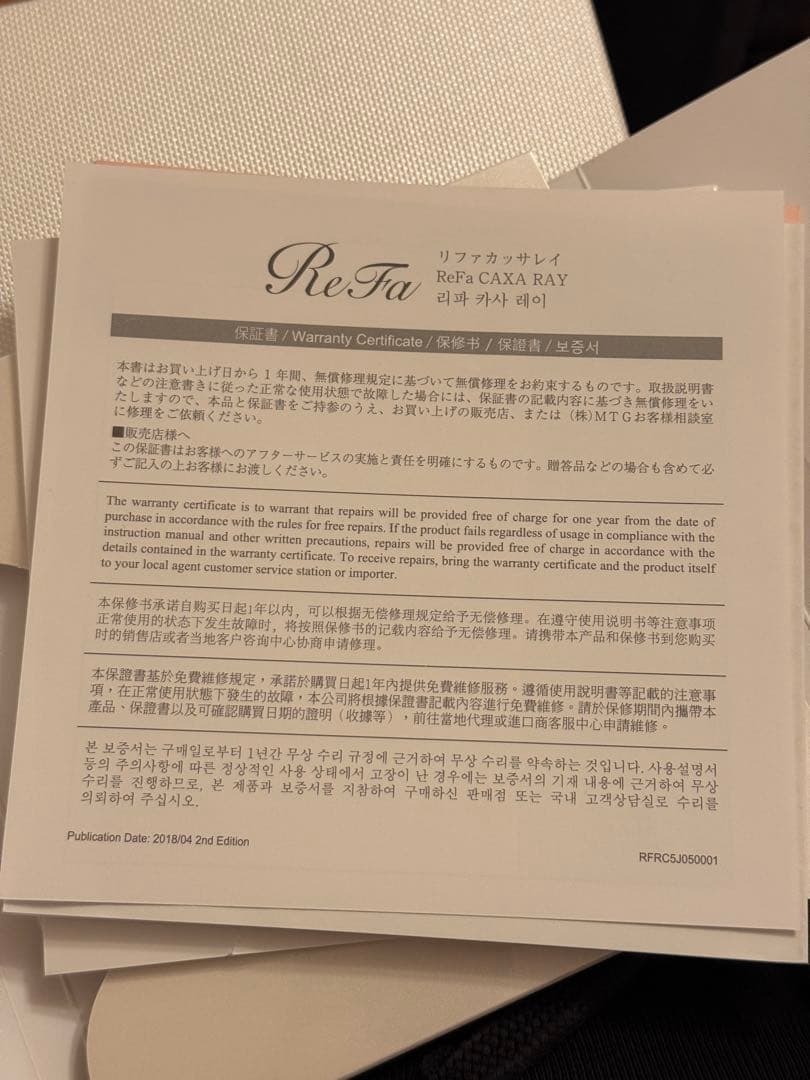 ReFa
リファカッサレイ
ReFa CAXA RAY
리파 카사 레이
保証書 / Warranty Certificate / 保修书 / 保證書 / 보증서
本書はお買い上げ日から 1 年間、無償修理規定に基づいて無償修理をお約束するものです。取扱説明書
などの注意書きに従った正常な使用状態で故障した場合には、保証書の記載内容に基づき無償修理をい
たしますので、本品と保証書をご持参のうえ、お買い上げの販売店、または (株)MTGお客様相談室
に修理をご依頼ください。
■販売店様へ
この保証書はお客様へのアフターサービスの実施と責任を明確にするものです。贈答品などの場合も含めて必
ずご記入の上お客様にお渡しください。
The warranty certificate is to warrant that repairs will be provided free of charge for one year from the date of
purchase in accordance with the rules for free repairs. If the product fails regardless of usage in compliance with the
instruction manual and other written precautions, repairs will be provided free of charge in accordance with the
details contained in the warranty certificate. To receive repairs, bring the warranty certificate and the product itself
to your local agent customer service station or importer.
本保修书承诺自购买日起1年以内，可以根据无偿修理规定给予无偿修理。在遵守使用说明书等注意事项
正常使用的状态下发生故障时，将按照保修书的记载内容给予无偿修理。请携带本产品和保修书到您购买
时的销售店或者当地客户咨询中心协商申请修理。
本保證書基於免費維修規定，承諾於購買日起1年內提供免費維修服務。遵循使用說明書等記載的注意事
項，在正常使用狀態下發生的故障，本公司將根據保證書記載內容進行免費維修。請於保修期間內攜帶本
產品、保證書以及可確認購買日期的證明（收據等），前往當地代理或進口商客服中心申請維修。
본 보증서는 구매일로부터 1년간 무상 수리 규정에 근거하여 무상 수리를 약속하는 것입니다. 사용설명서
등의 주의사항에 따른 정상적인 사용 상태에서 고장이 난 경우에는 보증서의 기재 내용에 근거하여 무상
수리를 진행하므로, 본 제품과 보증서를 지참하여 구매하신 판매점 또는 국내 고객상담실로 수리를
의뢰하여 주십시오.
Publication Date: 2018/04 2nd Edition
RFRC5J050001